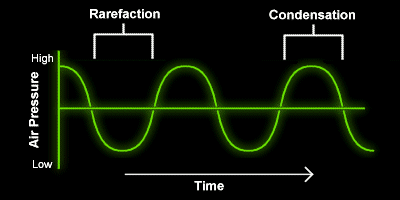 Rarefaction
Condensation
High
Air Pressure
Low
Time